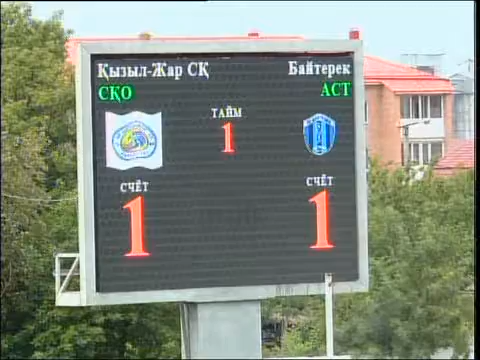 Қызыл-Жар СҚ Байтерек
СҚО АСТ
ТАЙМ
1
СЧЁТ СЧЁТ
1 1